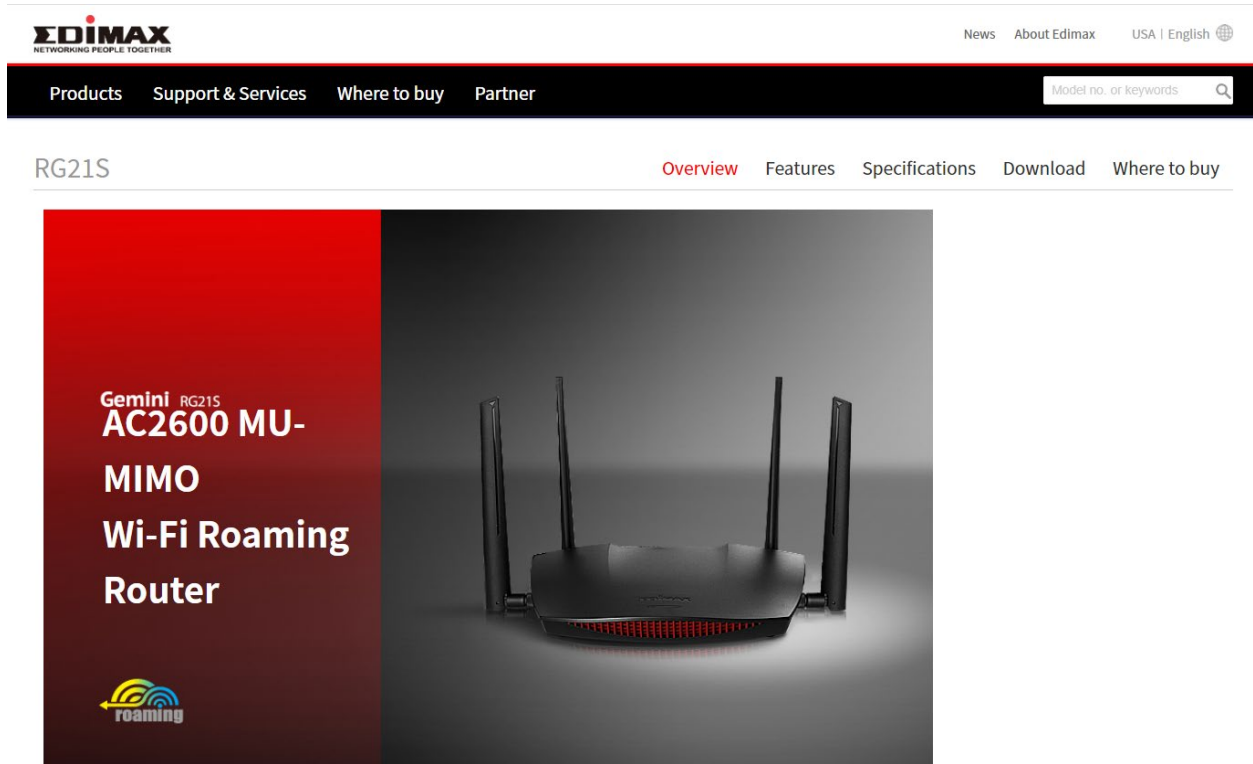 EDIMAX
NETWORKING PEOPLE TOGETHER
News About Edimax USA | English
Products Support & Services Where to buy Partner
Model no. or keywords
RG21S
Overview Features Specifications Download Where to buy
Gemini RG21S
AC2600 MU-
MIMO
Wi-Fi Roaming
Router
roaming
EDIMAX